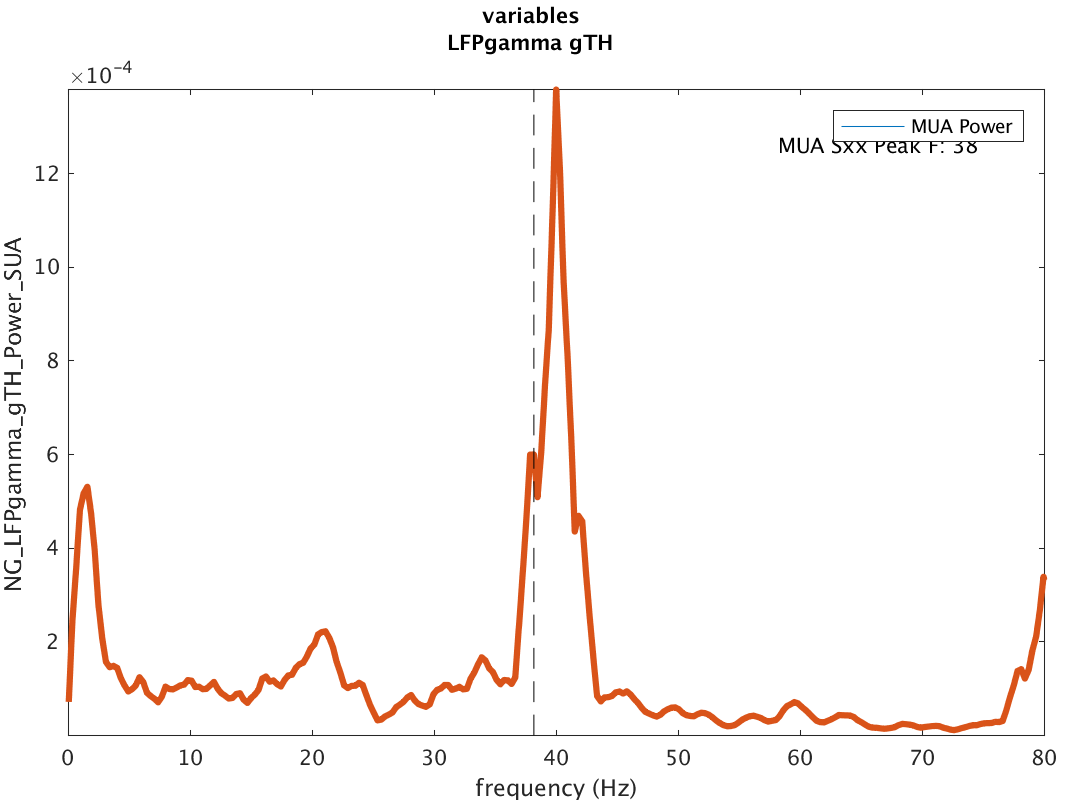 variables
LFPgamma gTH
×10⁻⁴
MUA Power
MUA Sxx Peak F: 38
NG_LFPgamma_gTH_Power_SUA
12
10
8
6
4
2
0 10 20 30 40 50 60 70 80
frequency (Hz)